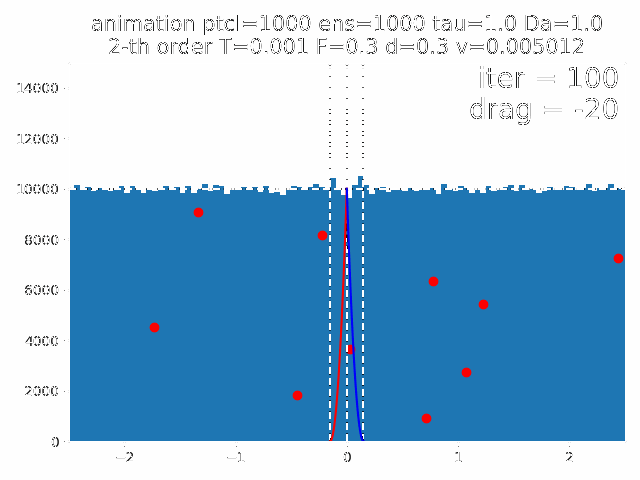 animation ptcl=1000 ens=1000 tau=1.0 Da=1.0
2-th order T=0.001 F=0.3 d=0.3 v=0.005012
iter = 100
drag = -20
14000
12000
10000
8000
6000
4000
2000
0
−2 −1 0 1 2